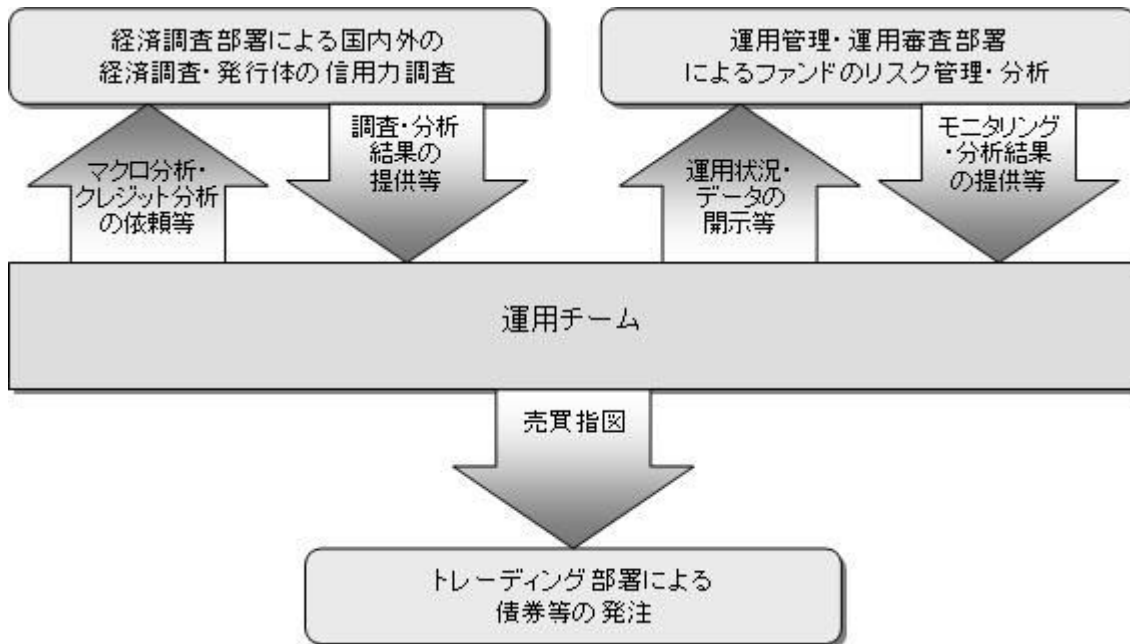 経済調査部署による国内外の
経済調査・発行体の信用力調査
運用管理・運用審査部署
によるファンドのリスク管理・分析
マクロ分析・
クレジット分析
の依頼等
調査・分析
結果の
提供等
運用状況・
データの
開示等
モニタリング
・分析結果
の提供等
運用チーム
売買指図
トレーディング部署による
債券等の発注